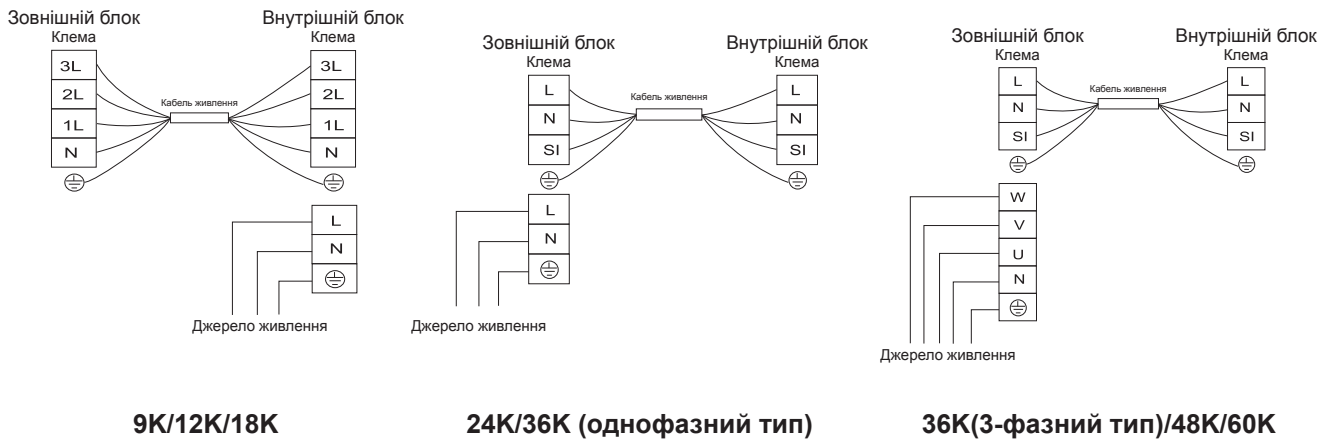 Зовнішній блок
Клема
3L
2L
1L
N
Кабель живлення
Внутрішній блок
Клема
3L
2L
1L
N
L
N
Джерело живлення
9K/12K/18K
Зовнішній блок
Клема
L
N
SI
Кабель живлення
Внутрішній блок
Клема
L
N
SI
L
N
Джерело живлення
24K/36K (однофазний тип)
Зовнішній блок
Клема
L
N
SI
Кабель живлення
Внутрішній блок
Клема
L
N
SI
W
V
U
N
Джерело живлення
36K(3-фазний тип)/48K/60K